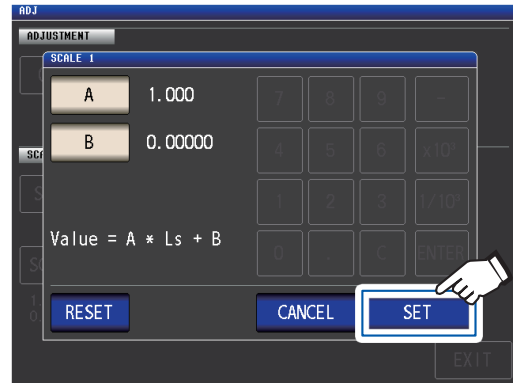 ADJ
ADJUSTMENT
SCALE 1
A 1.000 7 8 9 -
B 0.00000 4 5 6 x10³
1 2 3 1/10³
Value = A * Ls + B 0 . C ENTER
RESET CANCEL SET
EXIT